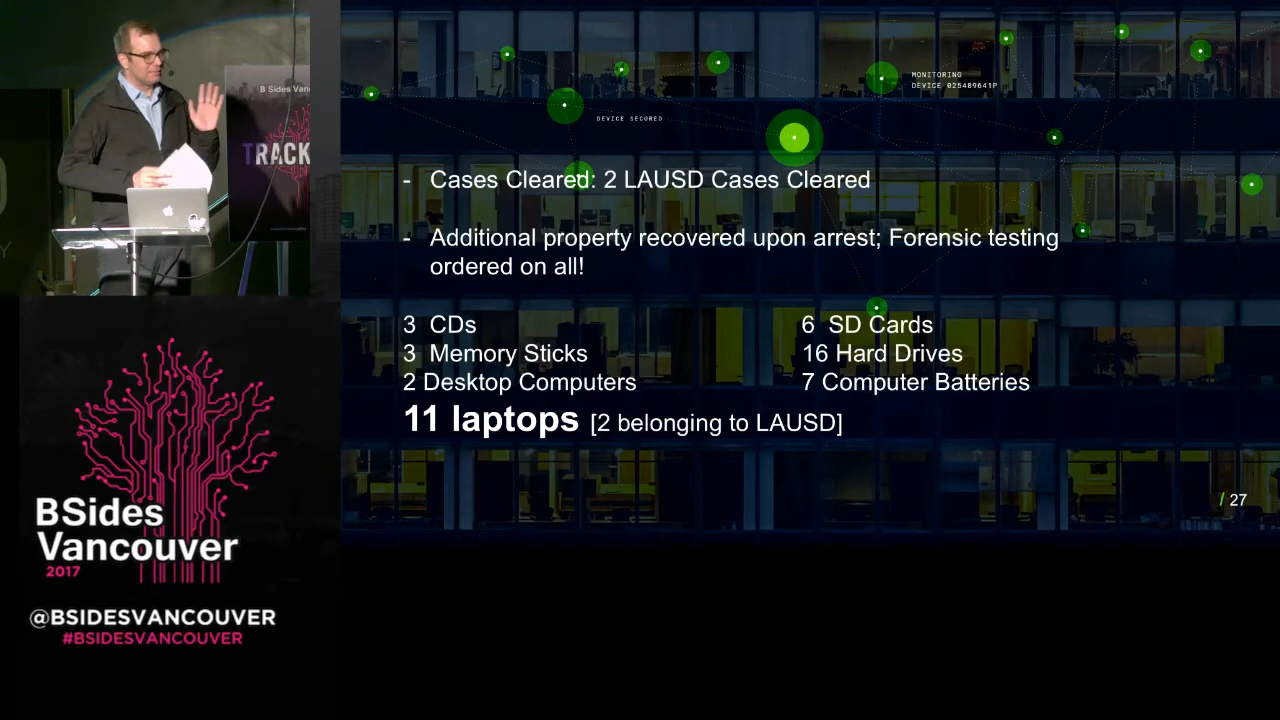 B Sides Van
TRACK
MONITORING
DEVICE 025489641P
DEVICE SECURED
- Cases Cleared: 2 LAUSD Cases Cleared
- Additional property recovered upon arrest; Forensic testing
ordered on all!
3 CDs
3 Memory Sticks
2 Desktop Computers
11 laptops [2 belonging to LAUSD]
6 SD Cards
16 Hard Drives
7 Computer Batteries
/ 27
BSides
Vancouver
2017
@BSIDESVANCOUVER
#BSIDESVANCOUVER